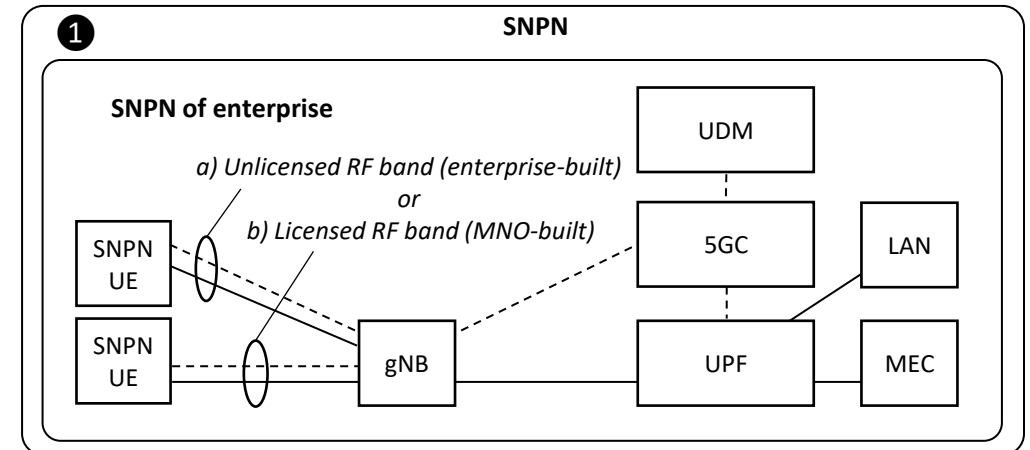 ❶
SNPN
SNPN of enterprise
UDM
a) Unlicensed RF band (enterprise-built)
or
b) Licensed RF band (MNO-built)
SNPN
UE
5GC
LAN
SNPN
UE
gNB
UPF
MEC